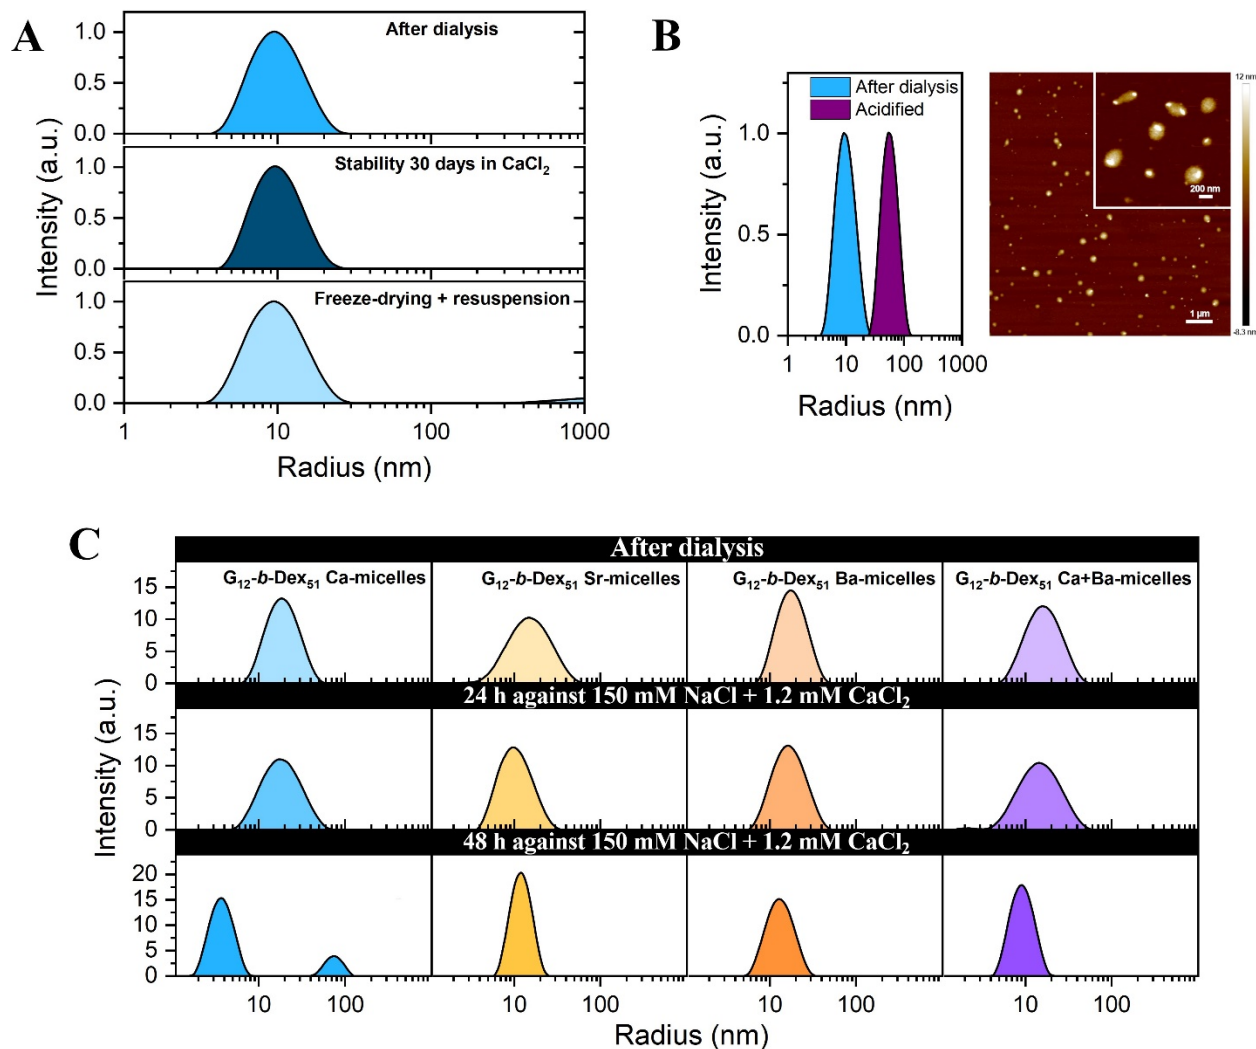 A
After dialysis
1.0
0.5
0.0
Stability 30 days in CaCl₂
1.0
0.5
0.0
Freeze-drying + resuspension
1.0
0.5
0.0
Intensity (a.u.)
1 10 100 1000
Radius (nm)
B
After dialysis
Acidified
1.0
0.5
0.0
Intensity (a.u.)
1 10 100 1000
Radius (nm)
200 nm
1 µm
12 nm
-8.3 nm
C
After dialysis
G₁₂-b-Dex₅₁ Ca-micelles
G₁₂-b-Dex₅₁ Sr-micelles
G₁₂-b-Dex₅₁ Ba-micelles
G₁₂-b-Dex₅₁ Ca+Ba-micelles
15
10
5
0
24 h against 150 mM NaCl + 1.2 mM CaCl₂
15
10
5
0
48 h against 150 mM NaCl + 1.2 mM CaCl₂
20
15
10
5
0
Intensity (a.u.)
10 100 10 100 10 100 10 100
Radius (nm)